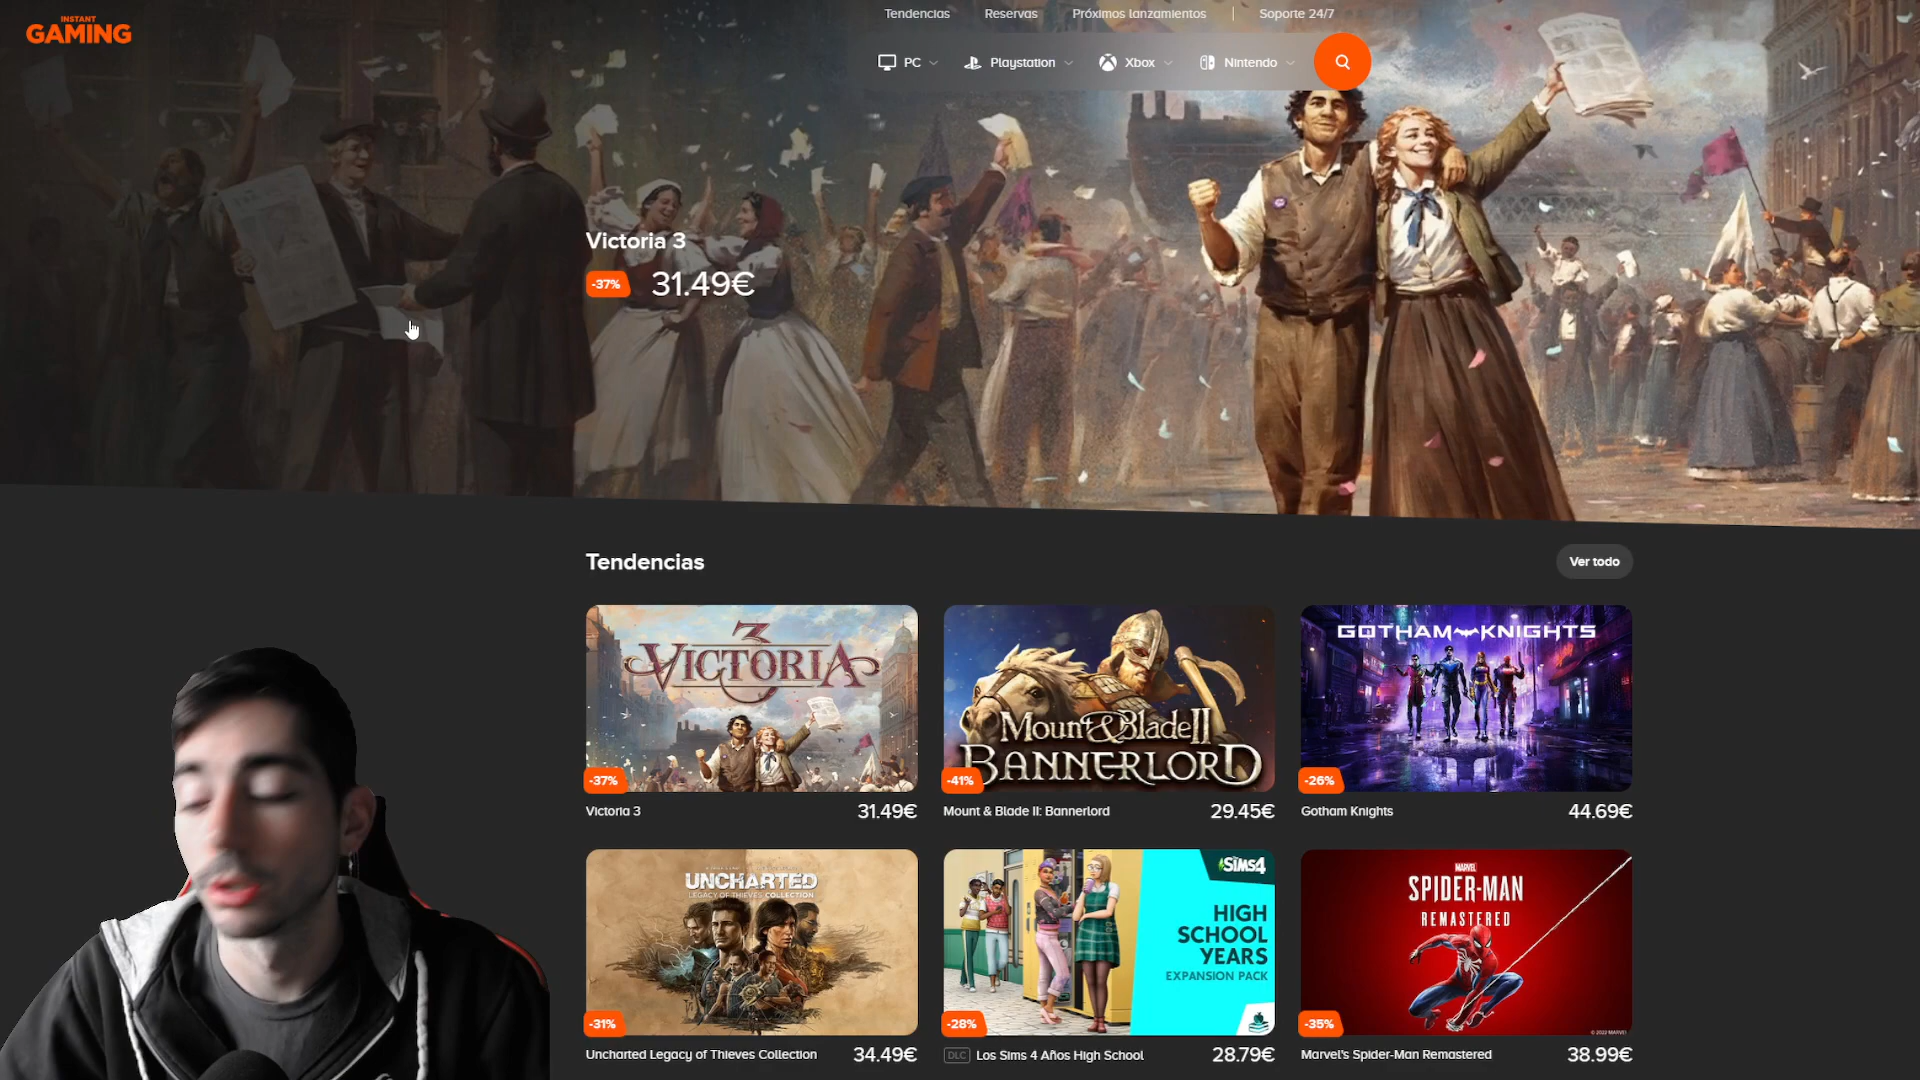 INSTANT
GAMING
Tendencias
Reservas
Próximos lanzamientos
Soporte 24/7
PC
Playstation
Xbox
Nintendo
Victoria 3
-37%
31.49€
Tendencias
Ver todo
3
VICTORIA
-37%
Victoria 3
31.49€
Mount&Blade II
BANNERLORD
-41%
Mount & Blade II: Bannerlord
29.45€
GOTHAM KNIGHTS
-26%
Gotham Knights
44.69€
UNCHARTED
LEGACY OF THIEVES COLLECTION
-31%
Uncharted Legacy of Thieves Collection
34.49€
The SIMS4
HIGH
SCHOOL
YEARS
EXPANSION PACK
-28%
DLC
Los Sims 4 Años High School
28.79€
MARVEL
SPIDER-MAN
REMASTERED
© 2022 MARVEL
-35%
Marvel's Spider-Man Remastered
38.99€